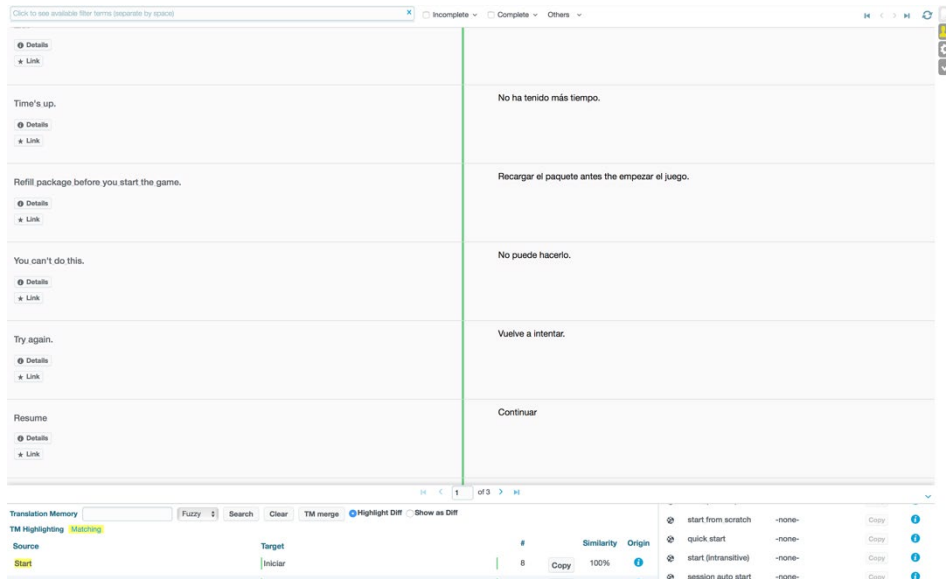 Click to see available filter terms (separate by space) x Incomplete Complete Others
Details
Link
Time's up. No ha tenido más tiempo.
Details
Link
Refill package before you start the game. Recargar el paquete antes the empezar el juego.
Details
Link
You can't do this. No puede hacerlo.
Details
Link
Try again. Vuelve a intentar.
Details
Link
Resume Continuar
Details
Link
1 of 3
Translation Memory Fuzzy Search Clear TM merge Highlight Diff Show as Diff
TM Highlighting Matching
Source Target # Similarity Origin
Start Iniciar 8 Copy 100%
start from scratch -none- Copy
quick start -none- Copy
start (intransitive) -none- Copy
session auto start -none- Copy